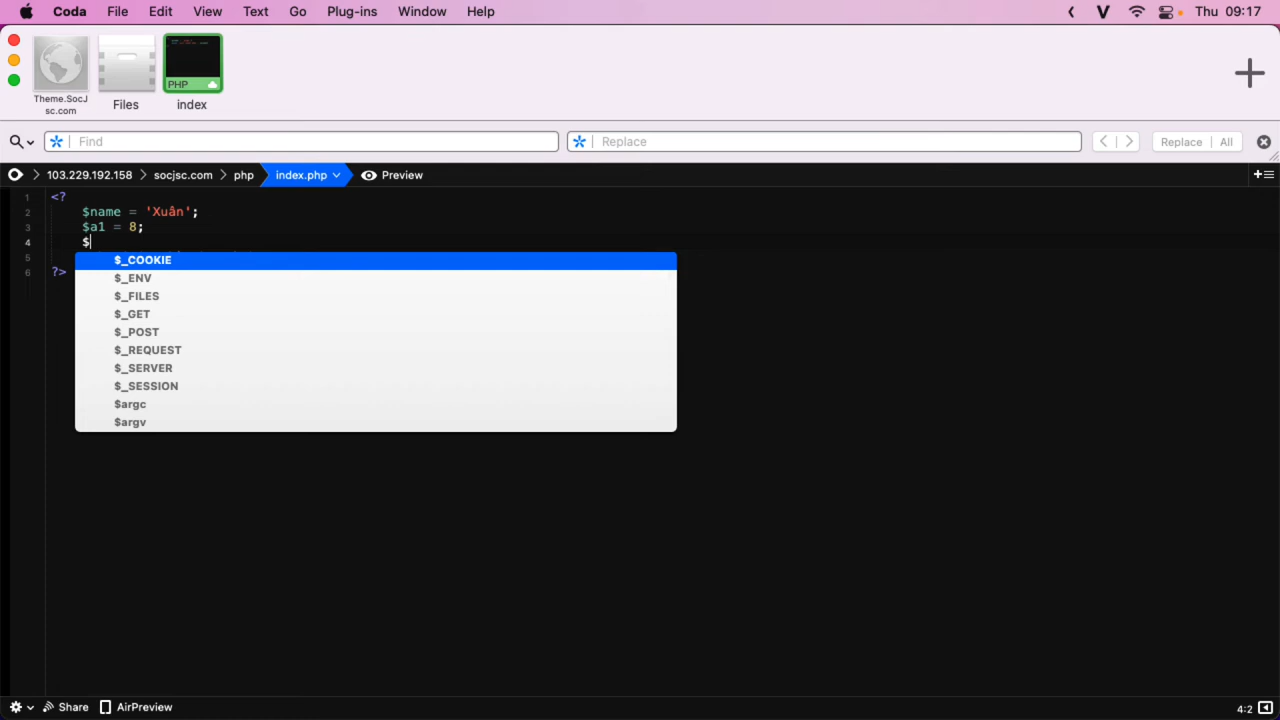 Coda File Edit View Text Go Plug-ins Window Help V Thu 09:17
PHP
Theme.SocJ
sc.com
Files
index
Find Replace Replace All
103.229.192.158 socjsc.com php index.php Preview
1 <?
2 $name = 'Xuân';
3 $a1 = 8;
4 $
5
6 ?>
$_COOKIE
$_ENV
$_FILES
$_GET
$_POST
$_REQUEST
$_SERVER
$_SESSION
$argc
$argv
Share AirPreview 4:2